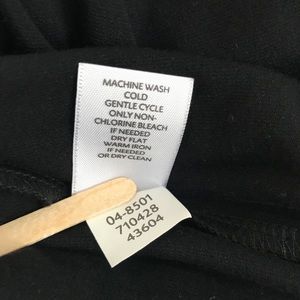 MACHINE WASH
COLD
GENTLE CYCLE
ONLY NON-
CHLORINE BLEACH
IF NEEDED
DRY FLAT
WARM IRON
IF NEEDED
OR DRY CLEAN
04-8501
710428
43604